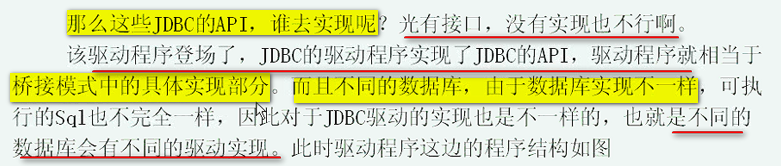 那么这些JDBC的API，谁去实现呢？光有接口，没有实现也不行啊。
该驱动程序登场了，JDBC的驱动程序实现了JDBC的API，驱动程序就相当于
桥接模式中的具体实现部分。而且不同的数据库，由于数据库实现不一样，可执
行的Sql也不完全一样，因此对于JDBC驱动的实现也是不一样的，也就是不同的
数据库会有不同的驱动实现。此时驱动程序这边的程序结构如图